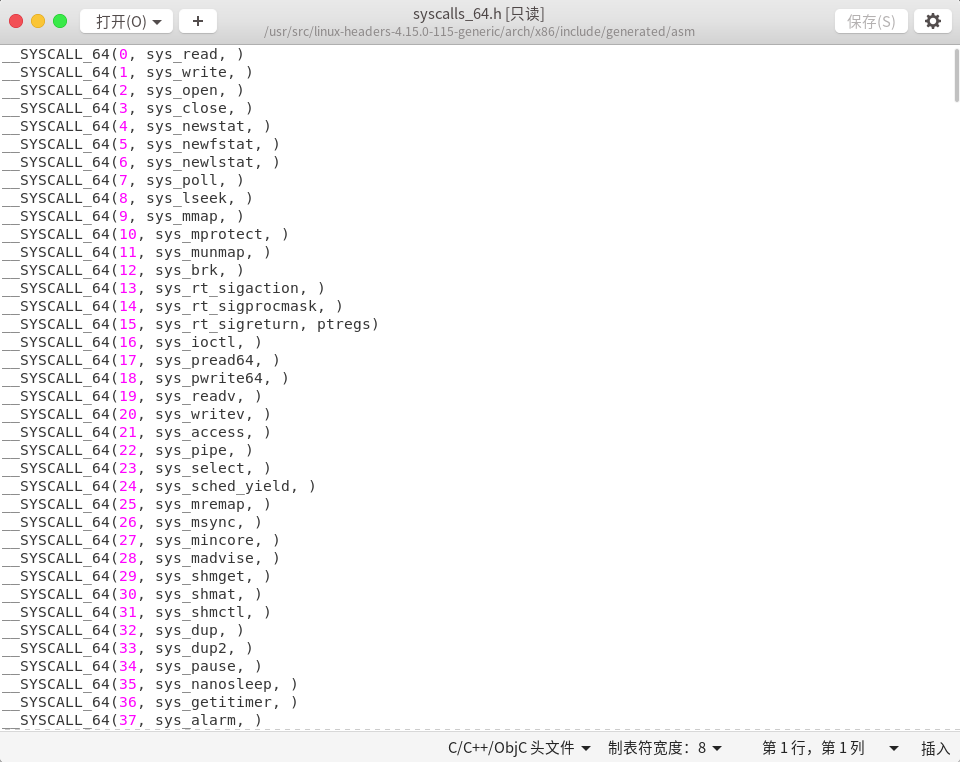 打开(O)
+
syscalls_64.h [只读]
/usr/src/linux-headers-4.15.0-115-generic/arch/x86/include/generated/asm
保存(S)
__SYSCALL_64(0, sys_read, )
__SYSCALL_64(1, sys_write, )
__SYSCALL_64(2, sys_open, )
__SYSCALL_64(3, sys_close, )
__SYSCALL_64(4, sys_newstat, )
__SYSCALL_64(5, sys_newfstat, )
__SYSCALL_64(6, sys_newlstat, )
__SYSCALL_64(7, sys_poll, )
__SYSCALL_64(8, sys_lseek, )
__SYSCALL_64(9, sys_mmap, )
__SYSCALL_64(10, sys_mprotect, )
__SYSCALL_64(11, sys_munmap, )
__SYSCALL_64(12, sys_brk, )
__SYSCALL_64(13, sys_rt_sigaction, )
__SYSCALL_64(14, sys_rt_sigprocmask, )
__SYSCALL_64(15, sys_rt_sigreturn, ptregs)
__SYSCALL_64(16, sys_ioctl, )
__SYSCALL_64(17, sys_pread64, )
__SYSCALL_64(18, sys_pwrite64, )
__SYSCALL_64(19, sys_readv, )
__SYSCALL_64(20, sys_writev, )
__SYSCALL_64(21, sys_access, )
__SYSCALL_64(22, sys_pipe, )
__SYSCALL_64(23, sys_select, )
__SYSCALL_64(24, sys_sched_yield, )
__SYSCALL_64(25, sys_mremap, )
__SYSCALL_64(26, sys_msync, )
__SYSCALL_64(27, sys_mincore, )
__SYSCALL_64(28, sys_madvise, )
__SYSCALL_64(29, sys_shmget, )
__SYSCALL_64(30, sys_shmat, )
__SYSCALL_64(31, sys_shmctl, )
__SYSCALL_64(32, sys_dup, )
__SYSCALL_64(33, sys_dup2, )
__SYSCALL_64(34, sys_pause, )
__SYSCALL_64(35, sys_nanosleep, )
__SYSCALL_64(36, sys_getitimer, )
__SYSCALL_64(37, sys_alarm, )
C/C++/ObjC 头文件 制表符宽度：8 第 1 行，第 1 列 插入